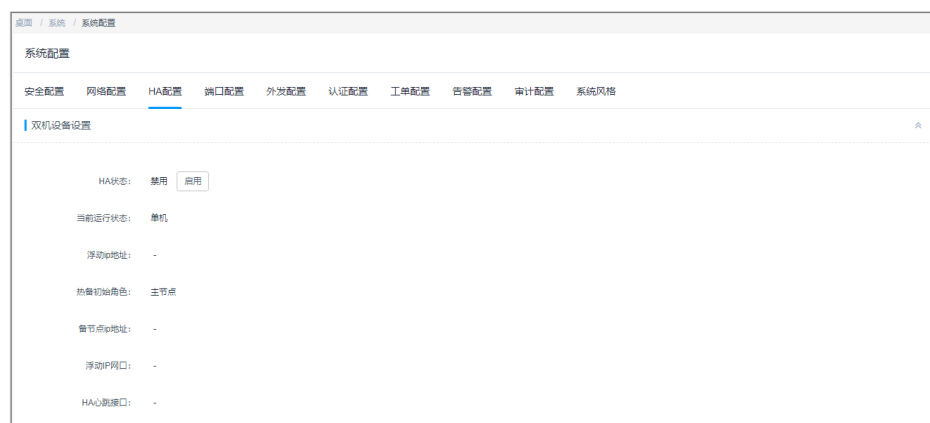 桌面 / 系统 / 系统配置
系统配置
安全配置 网络配置 HA配置 端口配置 外发配置 认证配置 工单配置 告警配置 审计配置 系统风格
双机设备设置
HA状态: 禁用 启用
当前运行状态: 单机
浮动ip地址: -
热备初始角色: 主节点
备节点ip地址: -
浮动IP网口: -
HA心跳接口: -